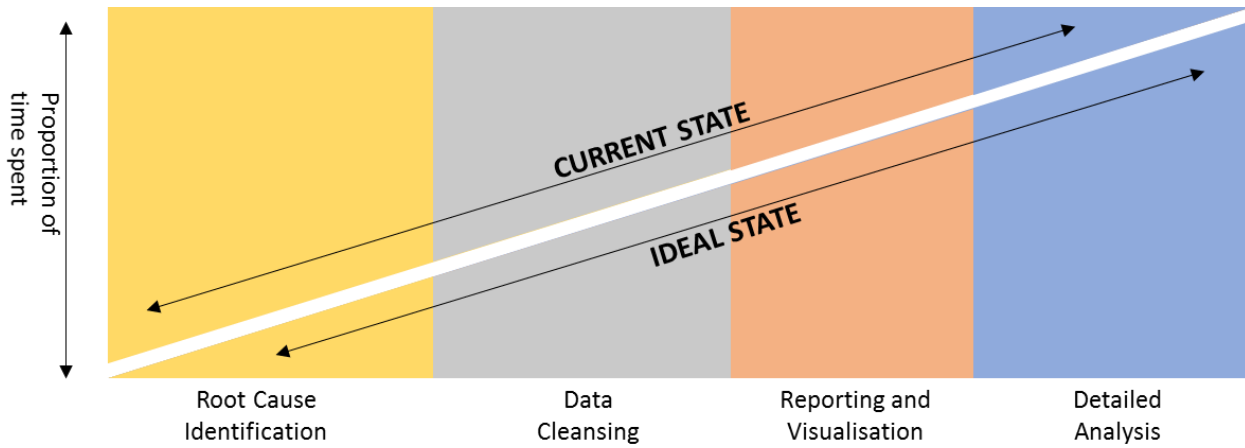 Proportion of
time spent
CURRENT STATE
IDEAL STATE
Root Cause
Identification
Data
Cleansing
Reporting and
Visualisation
Detailed
Analysis